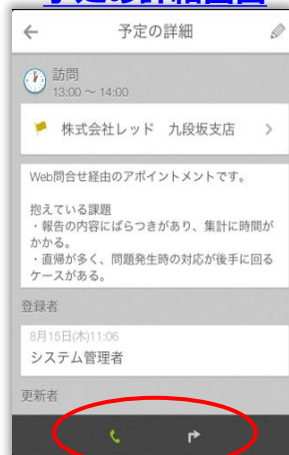 予定の詳細画面
予定の詳細
訪問
13:00 ～ 14:00
株式会社レッド　九段坂支店
Web問合せ経由のアポイントメントです。
抱えている課題
・報告の内容にばらつきがあり、集計に時間が
かかる。
・直帰が多く、問題発生時の対応が後手に回る
ケースがある。
登録者
8月15日(木)11:06
システム管理者
更新者